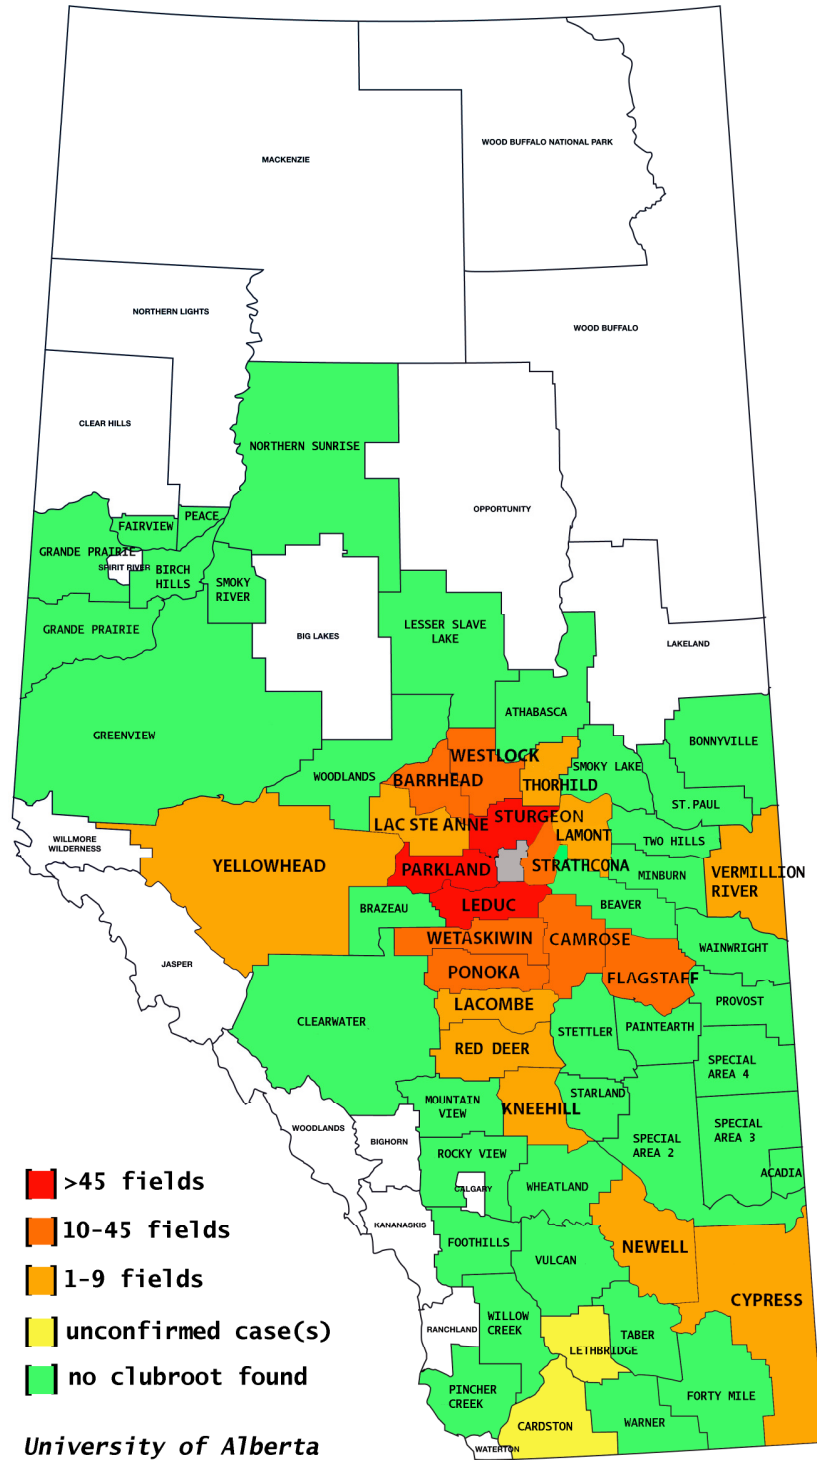 WOOD BUFFALO NATIONAL PARK
MACKENZIE
NORTHERN LIGHTS
WOOD BUFFALO
CLEAR HILLS
NORTHERN SUNRISE
OPPORTUNITY
PEACE
FAIRVIEW
GRANDE PRAIRIE
SPIRIT RIVER
BIRCH
HILLS
SMOKY
RIVER
GRANDE PRAIRIE
BIG LAKES
LESSER SLAVE
LAKE
LAKELAND
ATHABASCA
GREENVIEW
BONNYVILLE
WESTLOCK
SMOKY LAKE
WOODLANDS
BARRHEAD
THORHILD
ST.PAUL
LAC STE ANNE
STURGEON
LAMONT
TWO HILLS
WILLMORE
WILDERNESS
YELLOWHEAD
PARKLAND
STRATHCONA
MINBURN
VERMILLION
RIVER
BRAZEAU
LEDUC
BEAVER
WETASKIWIN
CAMROSE
WAINWRIGHT
JASPER
PONOKA
FLAGSTAFF
PROVOST
LACOMBE
CLEARWATER
STETTLER
PAINTEARTH
RED DEER
SPECIAL
AREA 4
MOUNTAIN
VIEW
KNEEHILL
STARLAND
WOODLANDS
BIGHORN
SPECIAL
AREA 2
SPECIAL
AREA 3
ROCKY VIEW
ACADIA
CALGARY
WHEATLAND
KANANASKIS
FOOTHILLS
VULCAN
NEWELL
CYPRESS
RANCHLAND
WILLOW
CREEK
LETHBRIDGE
TABER
PINCHER
CREEK
FORTY MILE
CARDSTON
WARNER
WATERTON
[ ]>45 fields
[ ]10-45 fields
[ ]1-9 fields
[ ]unconfirmed case(s)
[ ]no clubroot found
University of Alberta